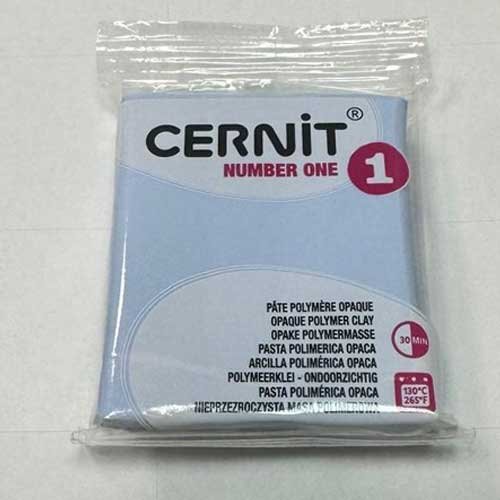 CERNiT®
NUMBER ONE 1
PÂTE POLYMÈRE OPAQUE
OPAQUE POLYMER CLAY
OPAKE POLYMERMASSE
PASTA POLIMERICA OPACA
ARCILLA POLIMÉRICA OPACA
POLYMEERKLEI - ONDOORZICHTIG
PASTA POLIMÉRICA OPACA
NIEPRZEZROCZYSTA MASA POLIMEROWA
30 MIN
130°C
265°F